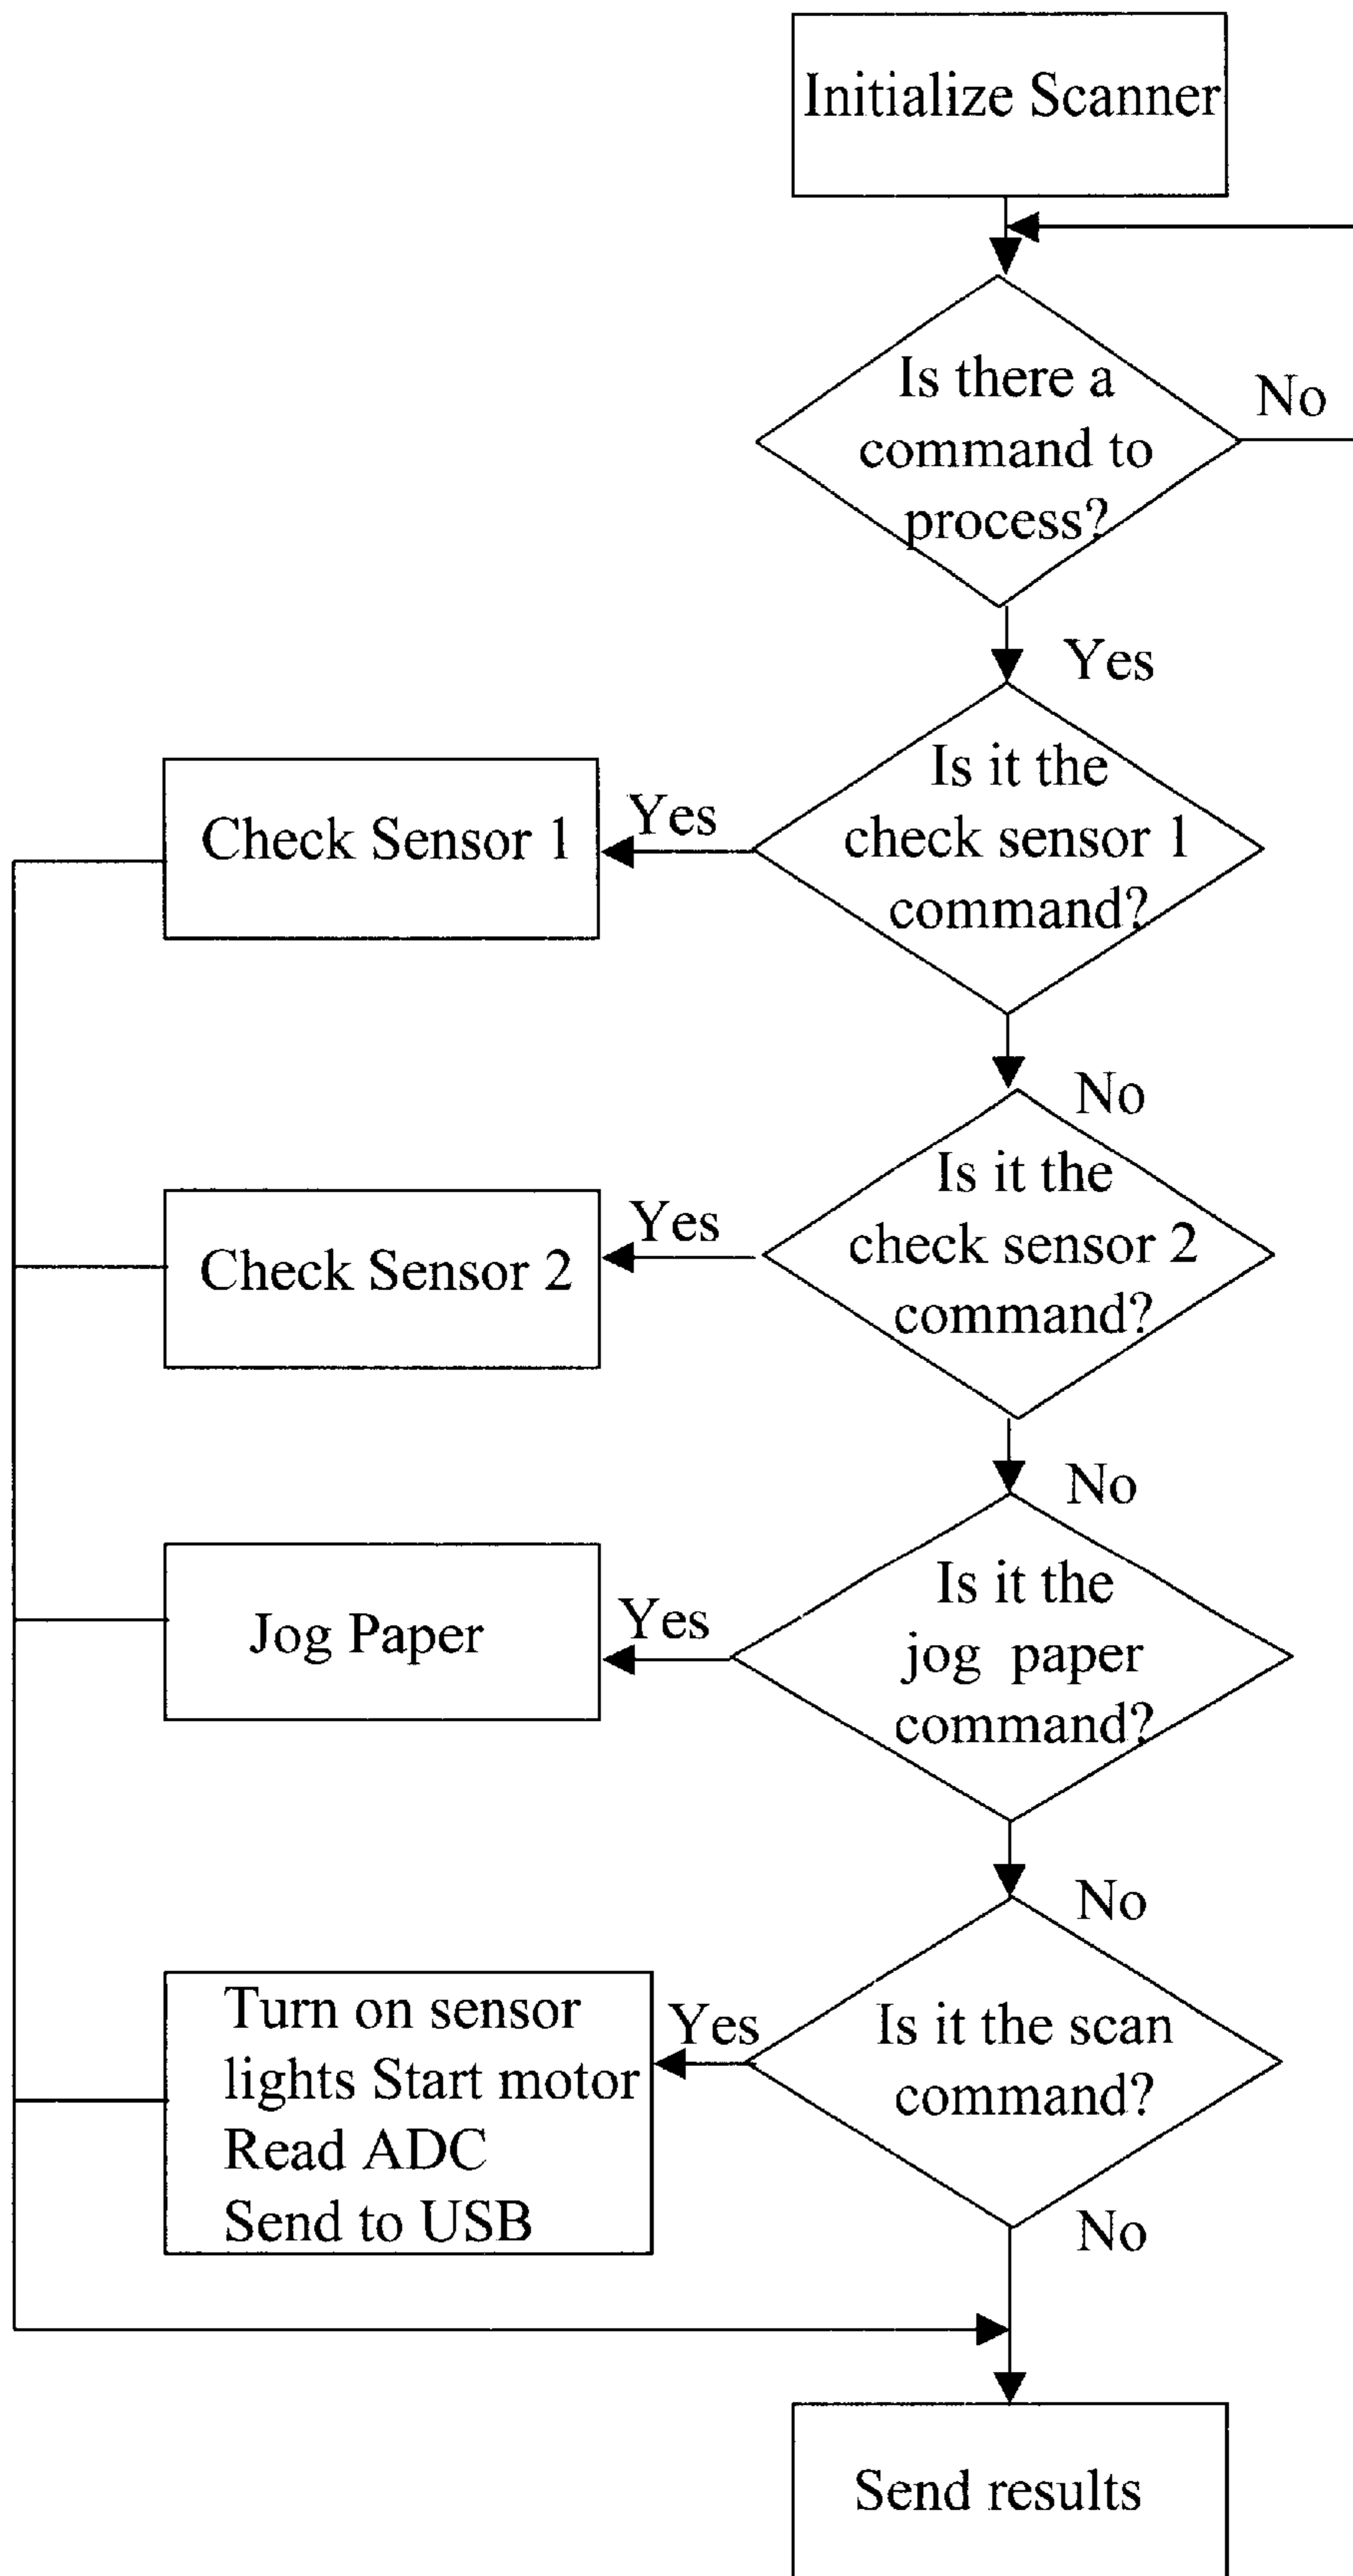 Initialize Scanner
Is there a
command to
process?
No
Yes
Is it the
check sensor 1
command?
Yes
Check Sensor 1
No
Is it the
check sensor 2
command?
Yes
Check Sensor 2
No
Is it the
jog paper
command?
Yes
Jog Paper
No
Is it the scan
command?
Yes
Turn on sensor
lights Start motor
Read ADC
Send to USB
No
Send results